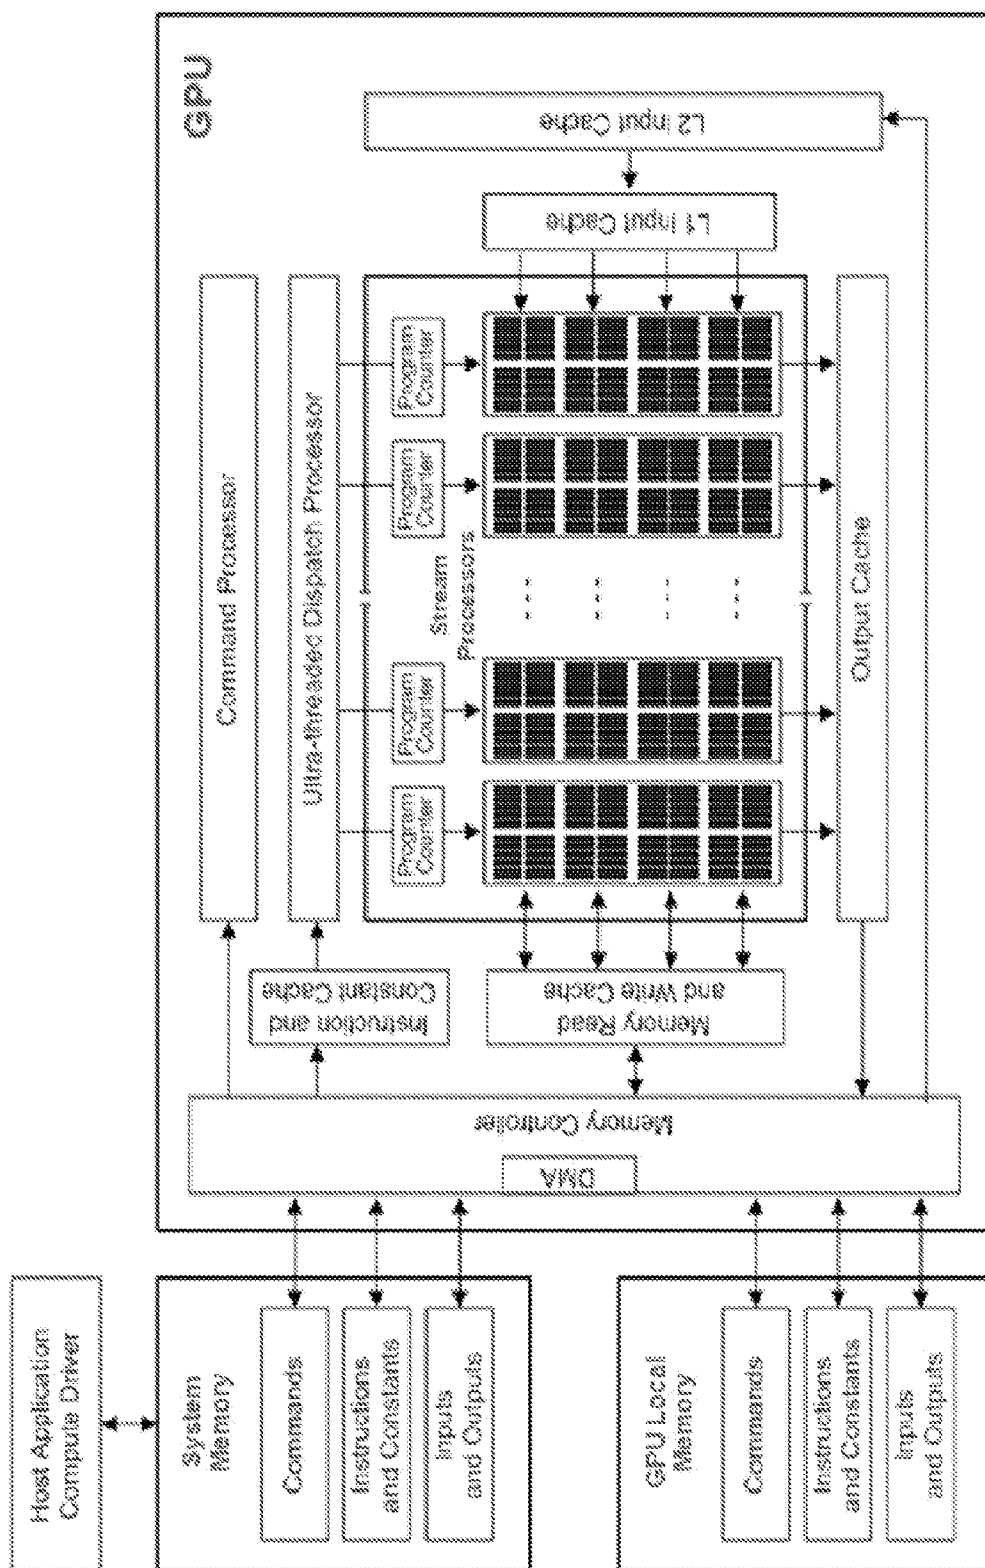 Host Application
Compute Driver
System
Memory
Commands
Instructions
and Constants
Inputs
and Outputs
GPU Local
Memory
Commands
Instructions
and Constants
Inputs
and Outputs
GPU
Memory Controller
DMA
Command Processor
Instruction and
Constant Cache
Ultra-threaded Dispatch Processor
Memory Read
and Write Cache
Program
Counter
Program
Counter
Stream
Processors
Program
Counter
Program
Counter
L1 Input Cache
L2 Input Cache
Output Cache